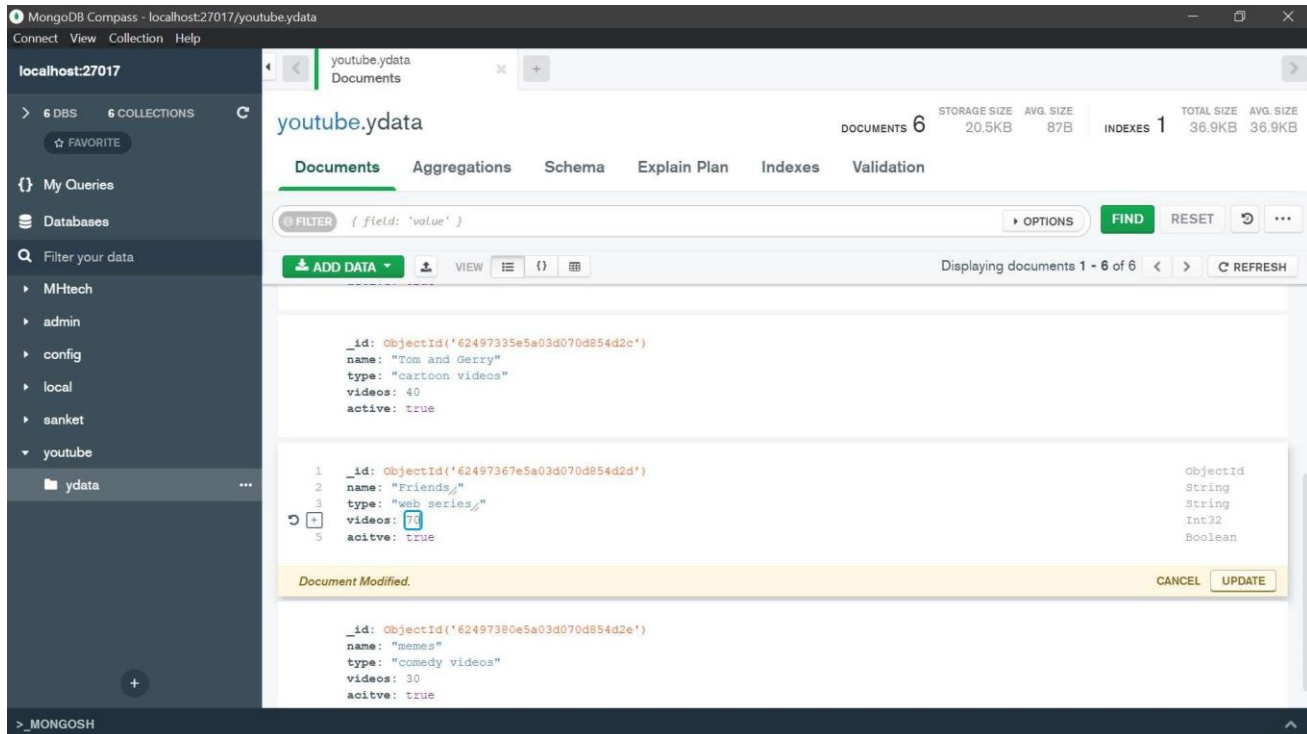 MongoDB Compass - localhost:27017/youtube.ydata
Connect View Collection Help
localhost:27017
6 DBS 6 COLLECTIONS
FAVORITE
{} My Queries
Databases
Filter your data
MHtech
admin
config
local
sanket
youtube
ydata
youtube.ydata
Documents
youtube.ydata
DOCUMENTS 6 STORAGE SIZE 20.5KB AVG. SIZE 87B INDEXES 1 TOTAL SIZE 36.9KB AVG. SIZE 36.9KB
Documents Aggregations Schema Explain Plan Indexes Validation
FILTER { field: 'value' } OPTIONS FIND RESET ...
ADD DATA VIEW {} Displaying documents 1 - 6 of 6 < > REFRESH
_id: ObjectId('62497335e5a03d070d854d2c')
name: "Tom and Gerry"
type: "cartoon videos"
videos: 40
active: true
1 _id: ObjectId('62497367e5a03d070d854d2d') ObjectId
2 name: "Friends" String
3 type: "web series" String
videos: 70 Int32
5 acitve: true Boolean
Document Modified. CANCEL UPDATE
_id: ObjectId('62497380e5a03d070d854d2e')
name: "memes"
type: "comedy videos"
videos: 30
acitve: true
>_MONGOSH